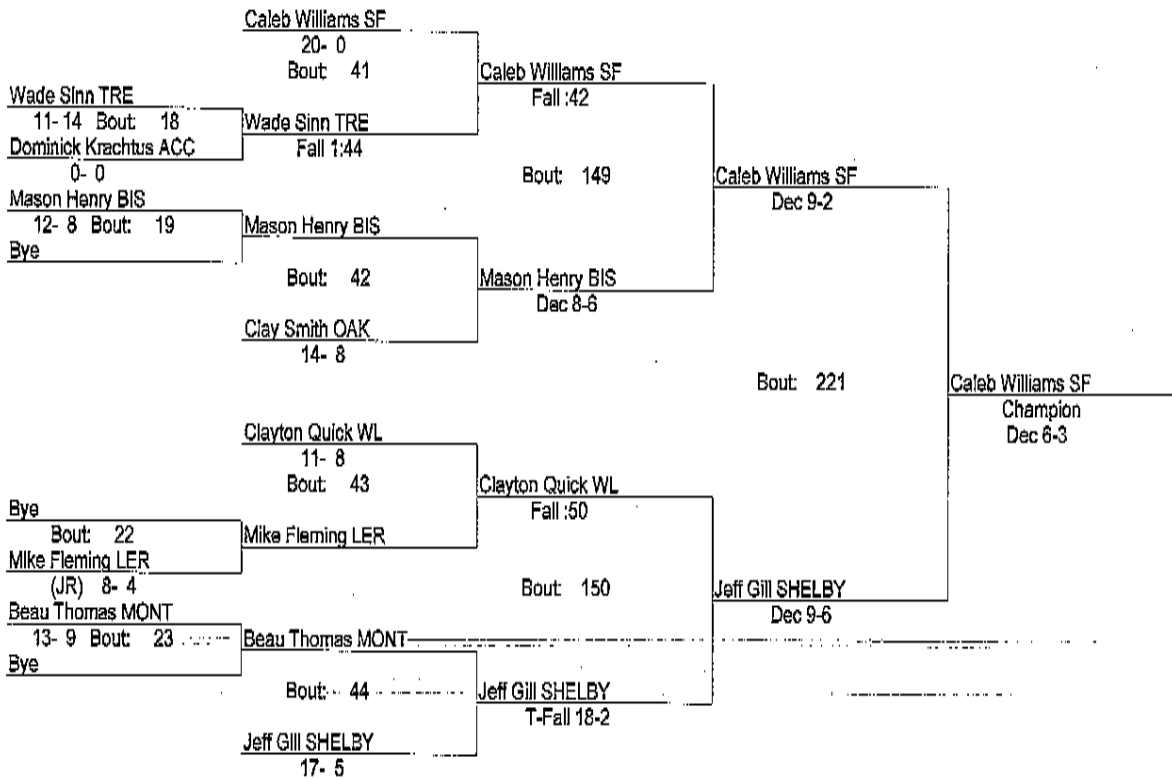 Caleb Williams SF
20- 0
Bout: 41
Caleb Williams SF
Fall :42
Wade Sinn TRE
11- 14 Bout: 18
Wade Sinn TRE
Fall 1:44
Dominick Krachtus ACC
0- 0
Bout: 149
Caleb Williams SF
Dec 9-2
Mason Henry BIS
12- 8 Bout: 19
Mason Henry BIS
Bye
Bout: 42
Mason Henry BIS
Dec 8-6
Clay Smith OAK
14- 8
Bout: 221
Caleb Williams SF
Champion
Dec 6-3
Clayton Quick WL
11- 8
Bout: 43
Clayton Quick WL
Fall :50
Bye
Bout: 22
Mike Fleming LER
Mike Fleming LER
(JR) 8- 4
Bout: 150
Jeff Gill SHELBY
Dec 9-6
Beau Thomas MONT
13- 9 Bout: 23
Beau Thomas MONT
Bye
Bout: 44
Jeff Gill SHELBY
T-Fall 18-2
Jeff Gill SHELBY
17- 5